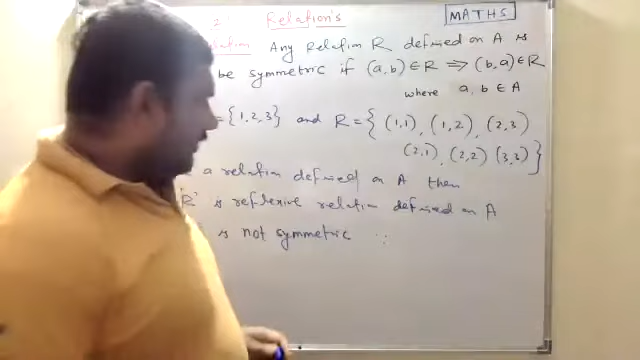 2. Relation's
MATHS
Relation Any Relation R defined on A is
be symmetric if (a, b) ∈ R ⟹ (b, a) ∈ R
where a, b ∈ A
= {1, 2, 3} and R = { (1,1), (1,2), (2,3)
(2,1), (2,2) (3,3) }
a relation defined on A then
'R' is reflexive relation defined on A
is not symmetric ∵